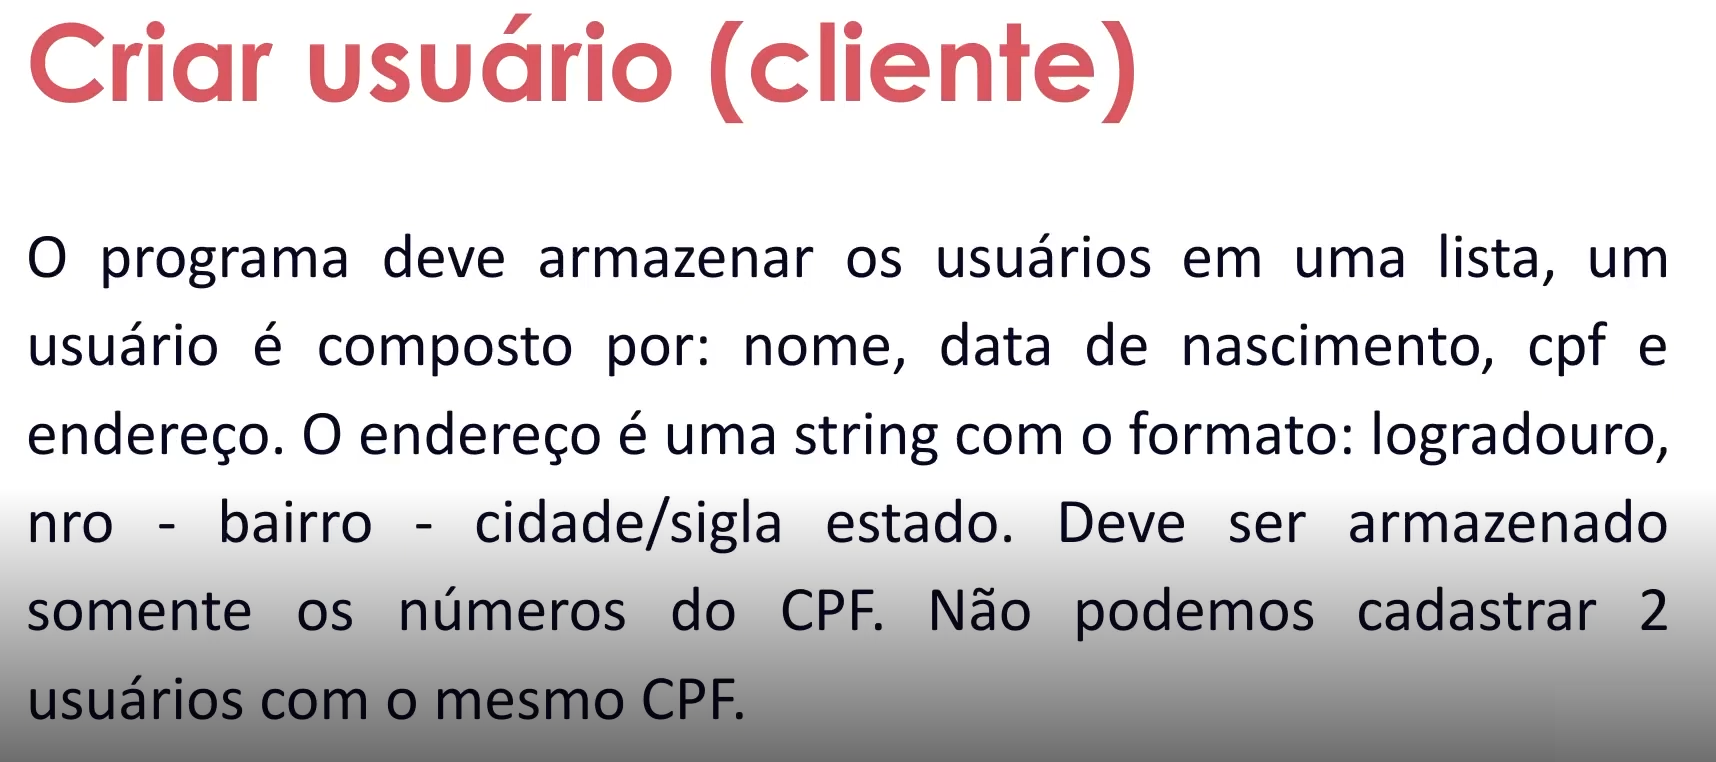 Criar usuário (cliente)
O programa deve armazenar os usuários em uma lista, um
usuário é composto por: nome, data de nascimento, cpf e
endereço. O endereço é uma string com o formato: logradouro,
nro - bairro - cidade/sigla estado. Deve ser armazenado
somente os números do CPF. Não podemos cadastrar 2
usuários com o mesmo CPF.